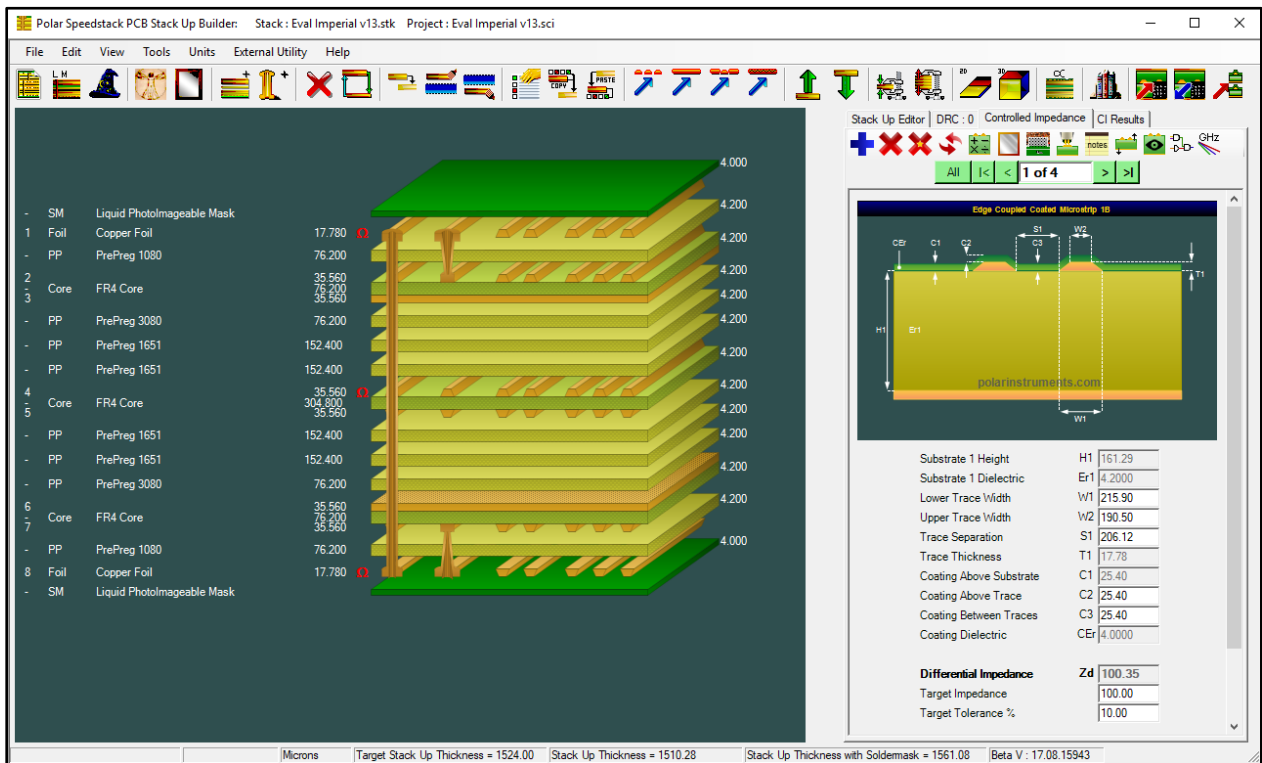 Polar Speedstack PCB Stack Up Builder: Stack : Eval Imperial v13.stk Project : Eval Imperial v13.sci
File Edit View Tools Units External Utility Help
L M
COPY
PASTE
2D
3D
Stack Up Editor DRC : 0 Controlled Impedance CI Results
notes
GHz
All |< < 1 of 4 > >|
- SM Liquid PhotoImageable Mask
1 Foil Copper Foil 17.780 Ω
- PP PrePreg 1080 76.200
2 35.560
- Core FR4 Core 76.200
3 35.560
- PP PrePreg 3080 76.200
- PP PrePreg 1651 152.400
- PP PrePreg 1651
4 35.560 Ω
- Core FR4 Core 304.800
5 35.560
- PP PrePreg 1651 152.400
- PP PrePreg 1651 152.400
- PP PrePreg 3080 76.200
6 35.560
- Core FR4 Core 76.200
7 35.560
- PP PrePreg 1080 76.200
8 Foil Copper Foil 17.780 Ω
- SM Liquid PhotoImageable Mask
4.000
4.200
4.200
4.200
4.200
4.200
4.200
4.200
4.200
4.200
4.200
4.200
4.000
Edge Coupled Coated Microstrip 1B
CEr C1 C2 S1 C3 W2
T1
H1 Er1
polarinstruments.com
W1
Substrate 1 Height H1 161.29
Substrate 1 Dielectric Er1 4.2000
Lower Trace Width W1 215.90
Upper Trace Width W2 190.50
Trace Separation S1 206.12
Trace Thickness T1 17.78
Coating Above Substrate C1 25.40
Coating Above Trace C2 25.40
Coating Between Traces C3 25.40
Coating Dielectric CEr 4.0000
Differential Impedance Zd 100.35
Target Impedance 100.00
Target Tolerance % 10.00
Microns Target Stack Up Thickness = 1524.00 Stack Up Thickness = 1510.28 Stack Up Thickness with Soldermask = 1561.08 Beta V : 17.08.15943